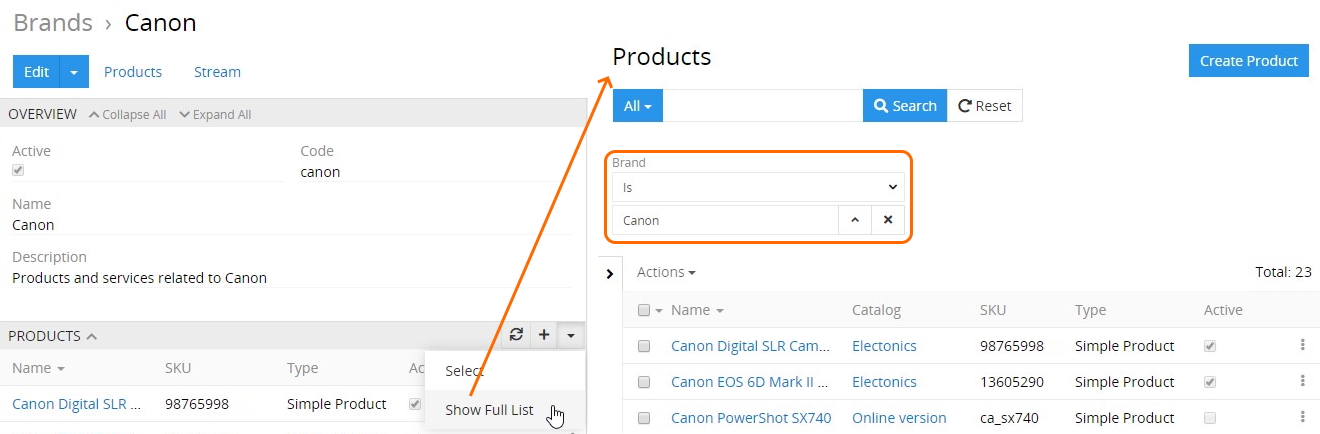 Brands › Canon
Edit Products Stream
OVERVIEW Collapse All Expand All
Active Code
canon
Name
Canon
Description
Products and services related to Canon
PRODUCTS
Name SKU Type
Canon Digital SLR ... 98765998 Simple Product
Select
Show Full List
Products
Create Product
All Search Reset
Brand
Is
Canon
Actions Total: 23
Name Catalog SKU Type Active
Canon Digital SLR Cam... Electonics 98765998 Simple Product
Canon EOS 6D Mark II ... Electonics 13605290 Simple Product
Canon PowerShot SX740 Online version ca_sx740 Simple Product